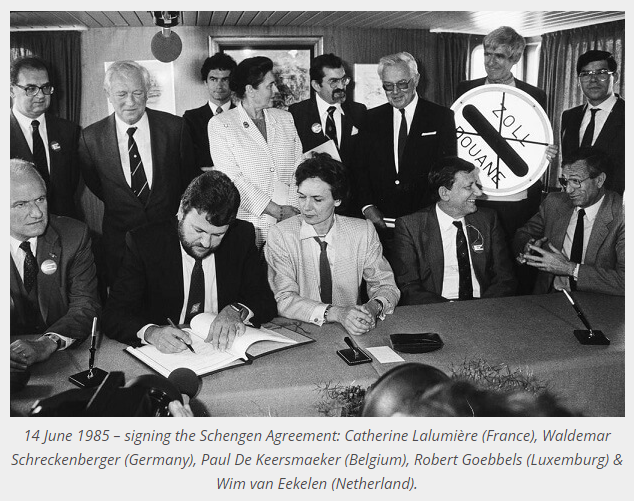 ZOLL
DOUANE
14 June 1985 – signing the Schengen Agreement: Catherine Lalumière (France), Waldemar
Schreckenberger (Germany), Paul De Keersmaeker (Belgium), Robert Goebbels (Luxemburg) &
Wim van Eekelen (Netherland).